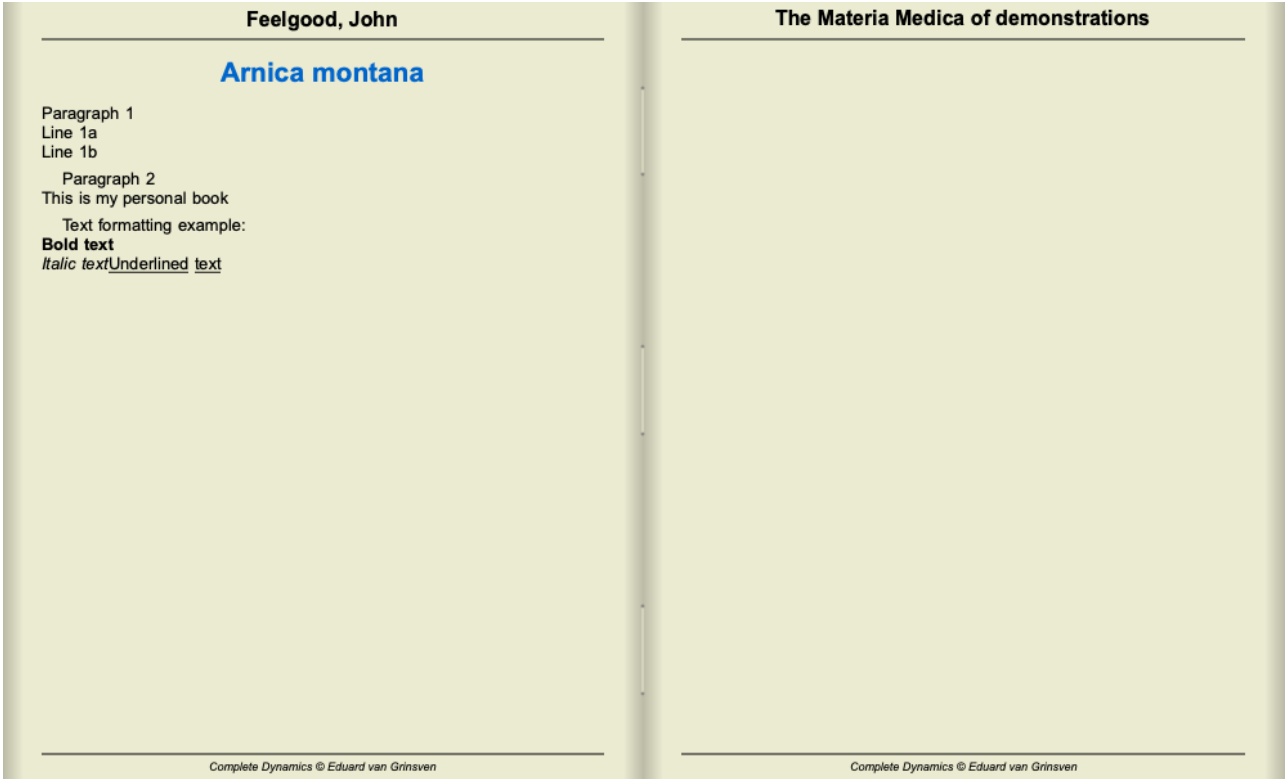 Feelgood, John
Arnica montana
Paragraph 1
Line 1a
Line 1b
Paragraph 2
This is my personal book
Text formatting example:
Bold text
Italic textUnderlined text
Complete Dynamics © Eduard van Grinsven
The Materia Medica of demonstrations
Complete Dynamics © Eduard van Grinsven